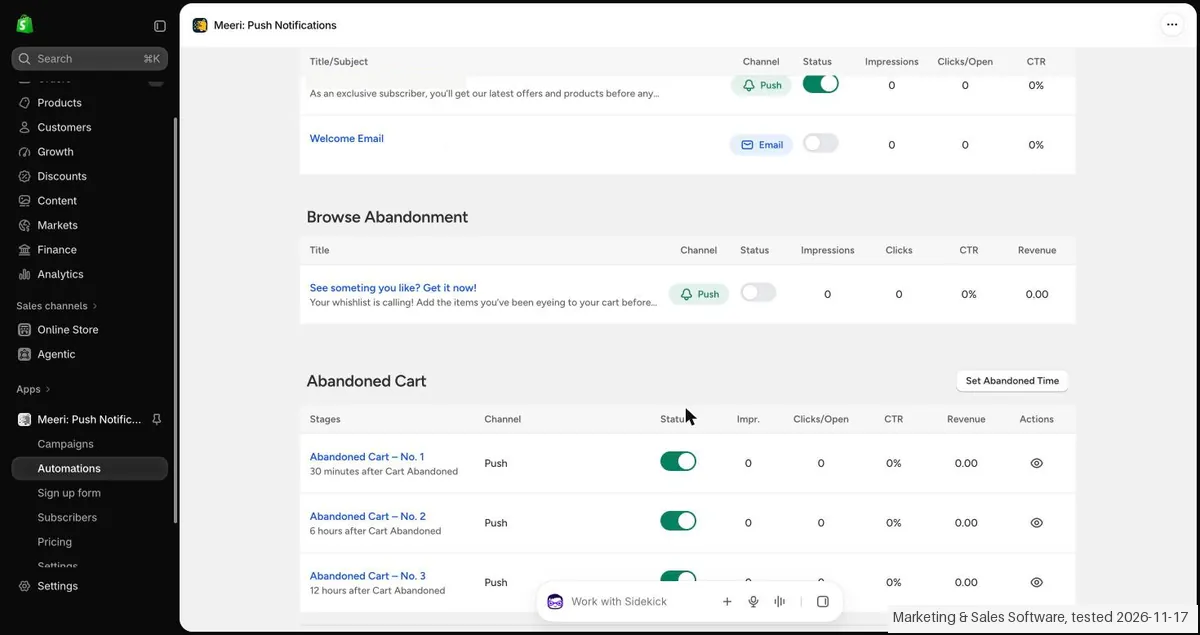 Search ⌘K
Orders
Products
Customers
Growth
Discounts
Content
Markets
Finance
Analytics
Sales channels
Online Store
Agentic
Apps
Meeri: Push Notific...
Campaigns
Automations
Sign up form
Subscribers
Pricing
Settings
Settings
Meeri: Push Notifications
Title/Subject Channel Status Impressions Clicks/Open CTR
As an exclusive subscriber, you'll get our latest offers and products before any... Push 0 0 0%
Welcome Email Email 0 0 0%
Browse Abandonment
Title Channel Status Impressions Clicks CTR Revenue
See someting you like? Get it now!
Your whishlist is calling! Add the items you've been eyeing to your cart before... Push 0 0 0% 0.00
Abandoned Cart Set Abandoned Time
Stages Channel Status Impr. Clicks/Open CTR Revenue Actions
Abandoned Cart – No. 1
30 minutes after Cart Abandoned Push 0 0 0% 0.00
Abandoned Cart – No. 2
6 hours after Cart Abandoned Push 0 0 0% 0.00
Abandoned Cart – No. 3
12 hours after Cart Abandoned Push 0 0 0% 0.00
Work with Sidekick
Marketing & Sales Software, tested 2026-11-17